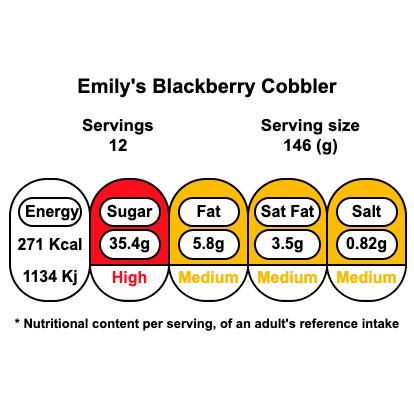 Emily's Blackberry Cobbler
Servings
12
Serving size
146 (g)
Energy
271 Kcal
1134 Kj
Sugar
35.4g
High
Fat
5.8g
Medium
Sat Fat
3.5g
Medium
Salt
0.82g
Medium
* Nutritional content per serving, of an adult's reference intake